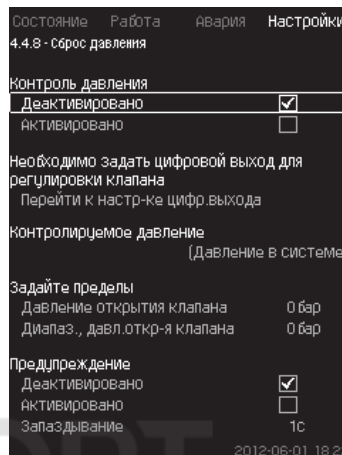 Состояние Работа Авария Настройки
4.4.8 - Сброс давления
Контроль давления
Деактивировано
Активировано
Необходимо задать цифровой выход для
регулировки клапана
Перейти к настр-ке цифр.выхода
Контролируемое давление
(Давление в системе
Задайте пределы
Давление открытия клапана 0 бар
Диапаз., давл.откр-я клапана 0 бар
Предупреждение
Деактивировано
Активировано
Запаздывание 1с
2012-06-01 18:2